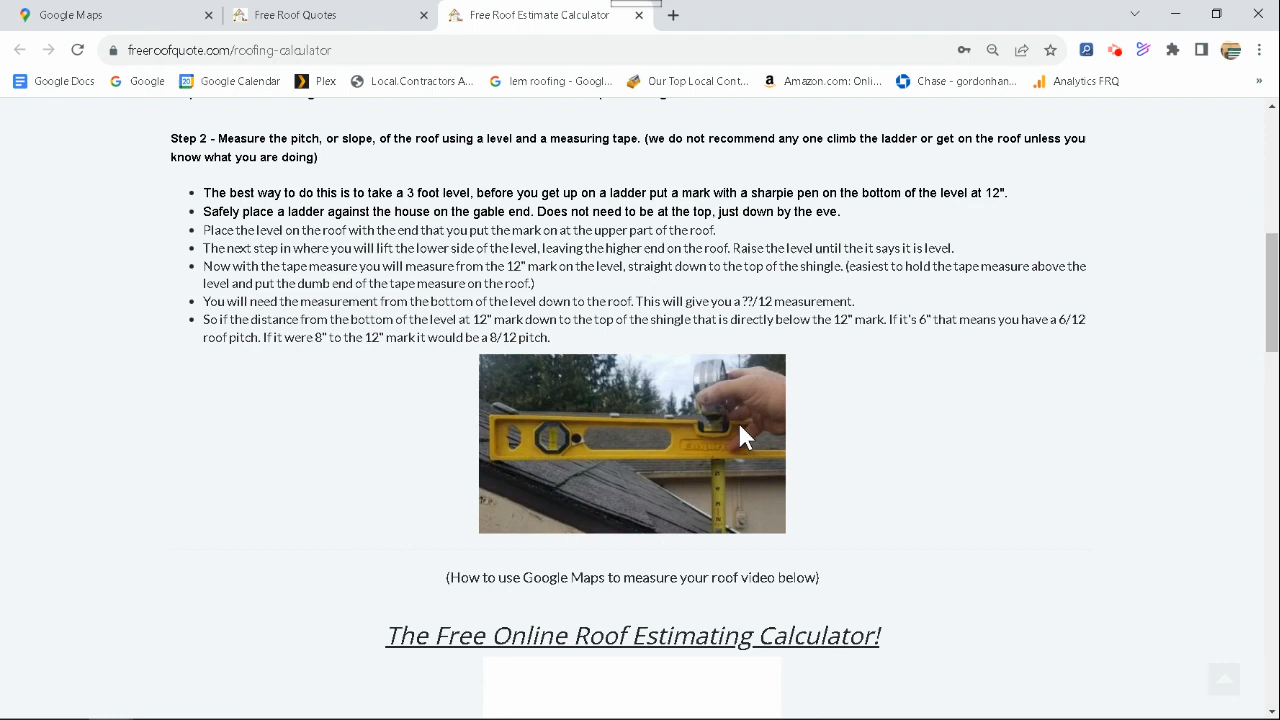 Google Maps
Free Roof Quotes
Free Roof Estimate Calculator
freeroofquote.com/roofing-calculator
Google Docs
Google
Google Calendar
Plex
Local Contractors A...
lem roofing - Googl...
Our Top Local Cont...
Amazon.com: Onli...
Chase - gordonhan...
Analytics FRQ
»
Step 2 - Measure the pitch, or slope, of the roof using a level and a measuring tape. (we do not recommend any one climb the ladder or get on the roof unless you
know what you are doing)
The best way to do this is to take a 3 foot level, before you get up on a ladder put a mark with a sharpie pen on the bottom of the level at 12".
Safely place a ladder against the house on the gable end. Does not need to be at the top, just down by the eve.
Place the level on the roof with the end that you put the mark on at the upper part of the roof.
The next step in where you will lift the lower side of the level, leaving the higher end on the roof. Raise the level until the it says it is level.
Now with the tape measure you will measure from the 12" mark on the level, straight down to the top of the shingle. (easiest to hold the tape measure above the
level and put the dumb end of the tape measure on the roof.)
You will need the measurement from the bottom of the level down to the roof. This will give you a ??/12 measurement.
So if the distance from the bottom of the level at 12" mark down to the top of the shingle that is directly below the 12" mark. If it's 6" that means you have a 6/12
roof pitch. If it were 8" to the 12" mark it would be a 8/12 pitch.
(How to use Google Maps to measure your roof video below)
The Free Online Roof Estimating Calculator!